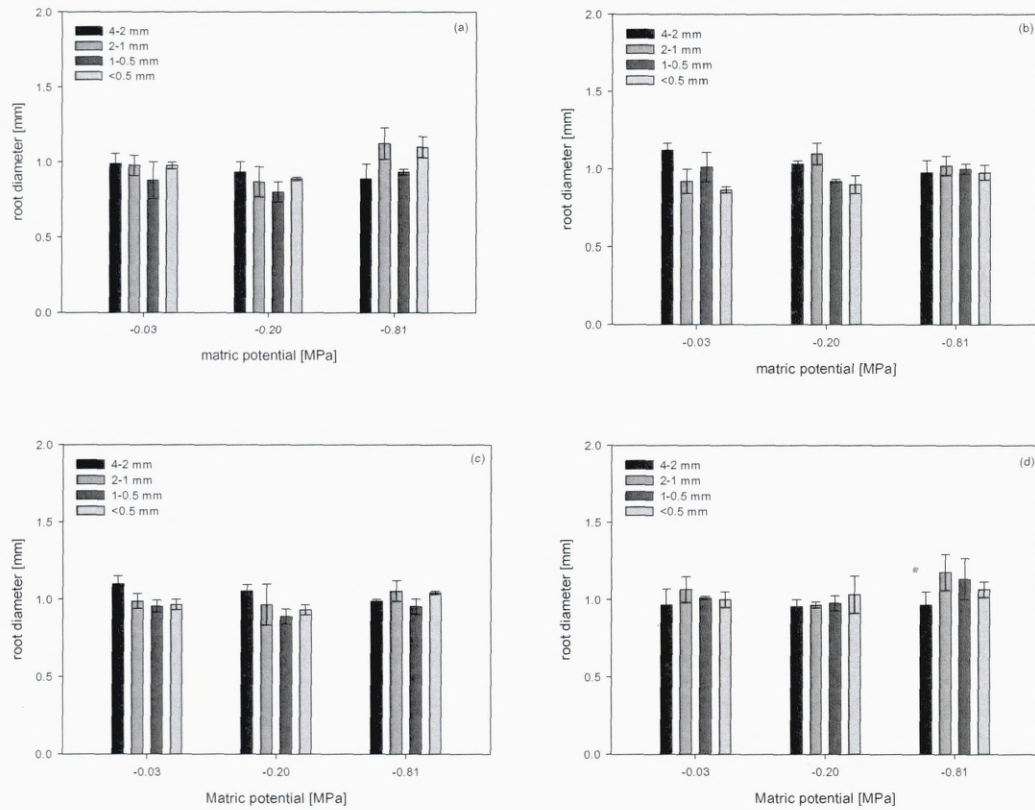 2.0
1.5
1.0
0.5
0.0
root diameter [mm]
4-2 mm
2-1 mm
1-0.5 mm
<0.5 mm
(a)
-0.03 -0.20 -0.81
matric potential [MPa]
2.0
1.5
1.0
0.5
0.0
root diameter [mm]
4-2 mm
2-1 mm
1-0.5 mm
<0.5 mm
(b)
-0.03 -0.20 -0.81
matric potential [MPa]
2.0
1.5
1.0
0.5
0.0
root diameter [mm]
4-2 mm
2-1 mm
1-0.5 mm
<0.5 mm
(c)
-0.03 -0.20 -0.81
Matric potential [MPa]
2.0
1.5
1.0
0.5
0.0
root diameter [mm]
4-2 mm
2-1 mm
1-0.5 mm
<0.5 mm
(d)
-0.03 -0.20 -0.81
Matric potential [MPa]